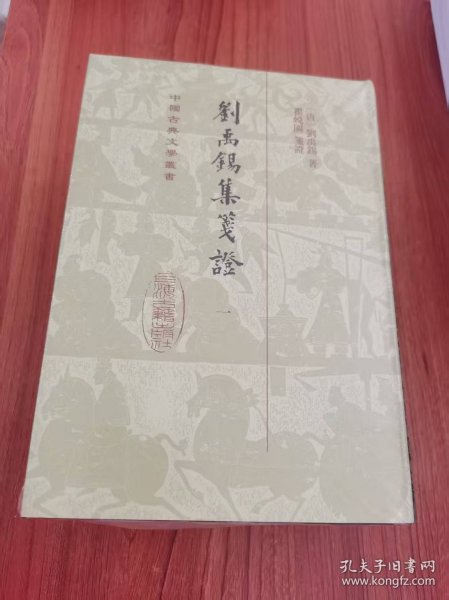 [唐] 劉禹錫 著
瞿蛻園 箋證
劉禹錫集箋證
一
中國古典文學叢書
上海古籍出版社
孔夫子旧书网
www.kongfz.com